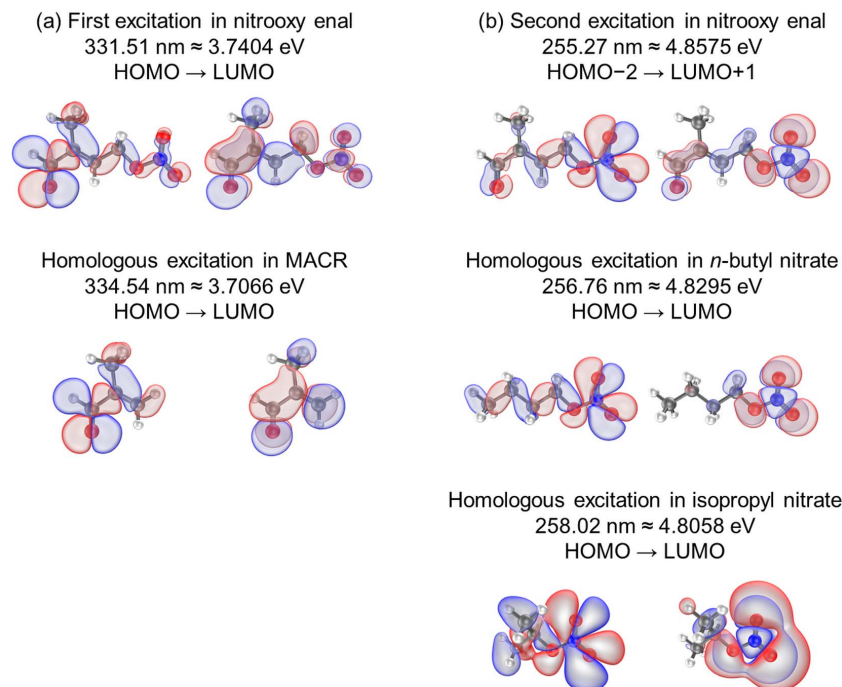 (a) First excitation in nitrooxy enal
331.51 nm ≈ 3.7404 eV
HOMO → LUMO
Homologous excitation in MACR
334.54 nm ≈ 3.7066 eV
HOMO → LUMO
(b) Second excitation in nitrooxy enal
255.27 nm ≈ 4.8575 eV
HOMO−2 → LUMO+1
Homologous excitation in n-butyl nitrate
256.76 nm ≈ 4.8295 eV
HOMO → LUMO
Homologous excitation in isopropyl nitrate
258.02 nm ≈ 4.8058 eV
HOMO → LUMO